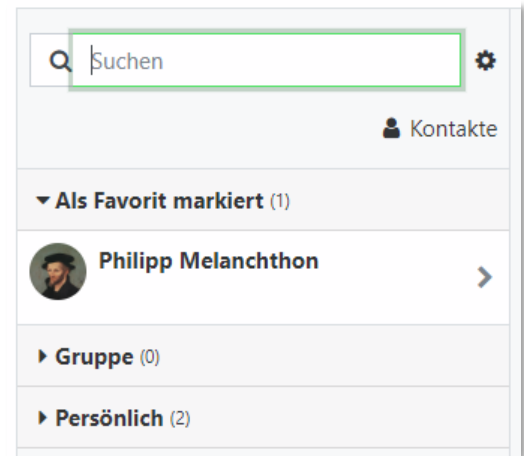 Suchen
Kontakte
Als Favorit markiert (1)
Philipp Melanchthon
Gruppe (0)
Persönlich (2)